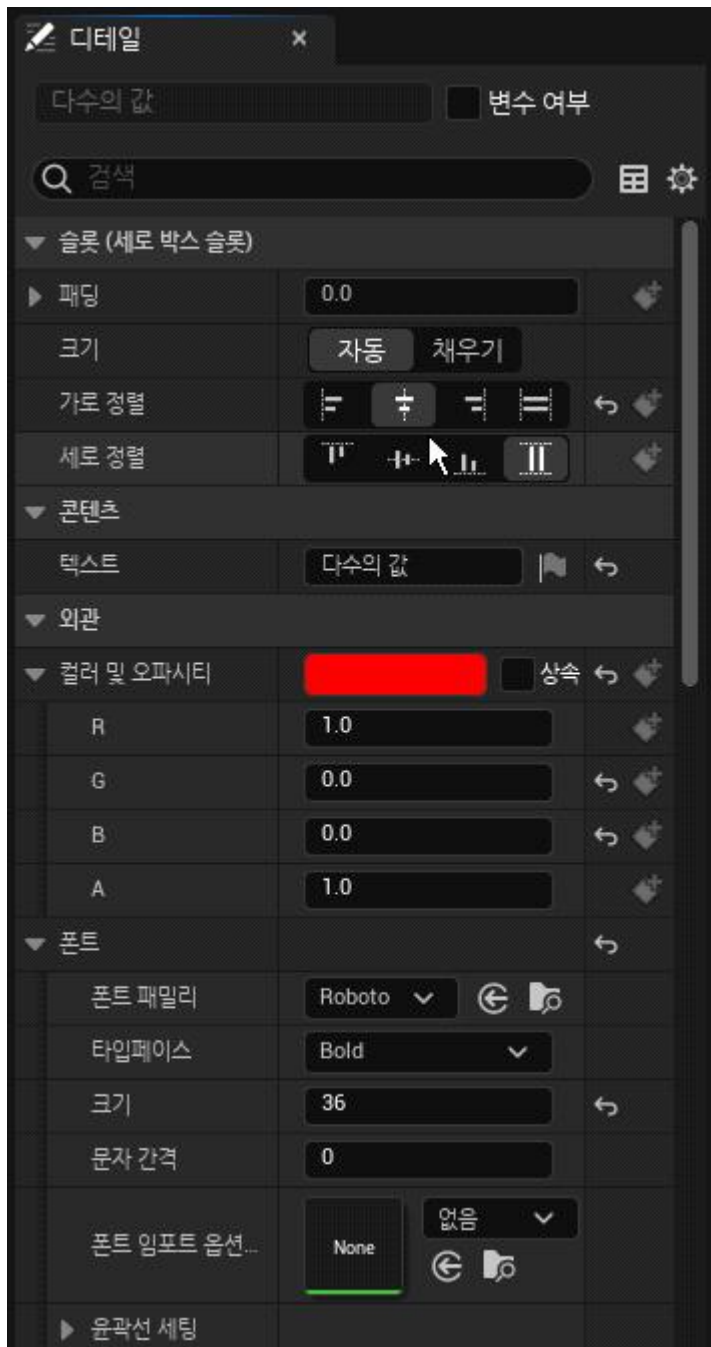 디테일
다수의 값 변수 여부
검색
슬롯 (세로 박스 슬롯)
패딩 0.0
크기 자동 채우기
가로 정렬
세로 정렬
콘텐츠
텍스트 다수의 값
외관
컬러 및 오파시티 상속
R 1.0
G 0.0
B 0.0
A 1.0
폰트
폰트 패밀리 Roboto
타입페이스 Bold
크기 36
문자 간격 0
없음
폰트 임포트 옵션... None
윤곽선 세팅